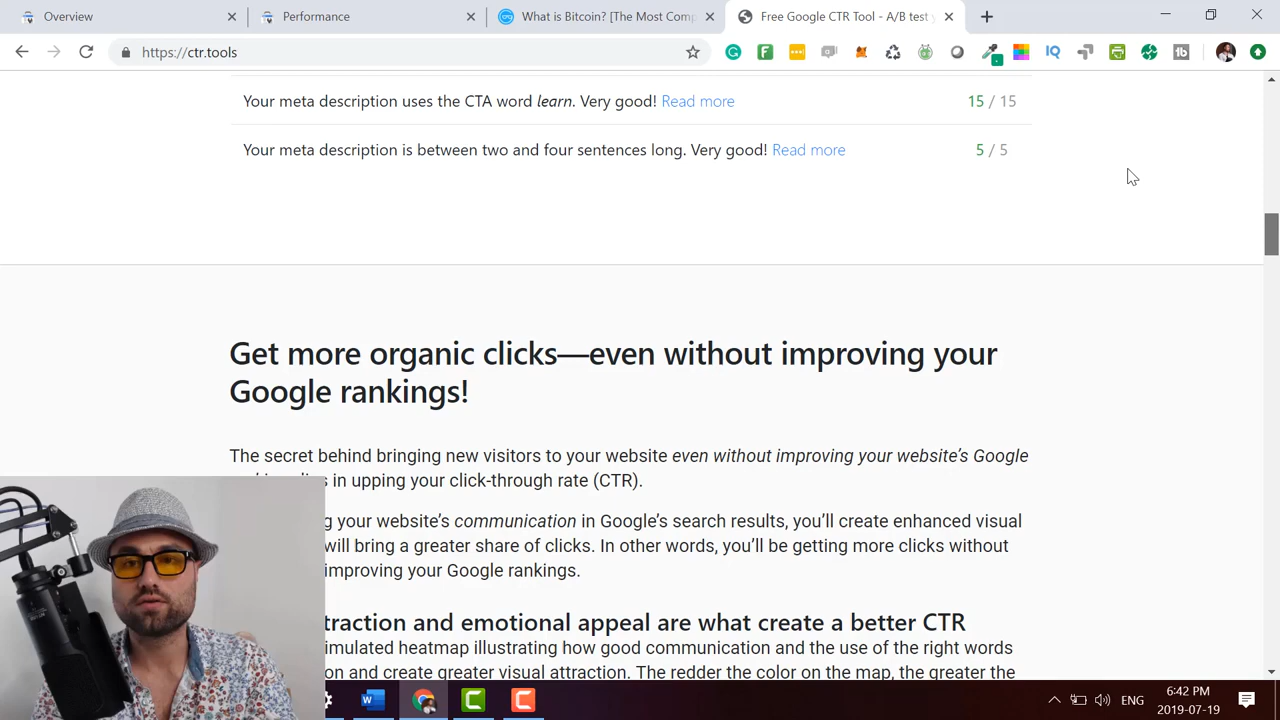 Overview
Performance
What is Bitcoin? [The Most Comp
Free Google CTR Tool - A/B test y
https://ctr.tools
Your meta description uses the CTA word learn. Very good! Read more 15 / 15
Your meta description is between two and four sentences long. Very good! Read more 5 / 5
Get more organic clicks—even without improving your
Google rankings!
The secret behind bringing new visitors to your website even without improving your website's Google
in upping your click-through rate (CTR).
g your website's communication in Google's search results, you'll create enhanced visual
will bring a greater share of clicks. In other words, you'll be getting more clicks without
improving your Google rankings.
traction and emotional appeal are what create a better CTR
imulated heatmap illustrating how good communication and the use of the right words
on and create greater visual attraction. The redder the color on the map, the greater the
ENG
6:42 PM
2019-07-19